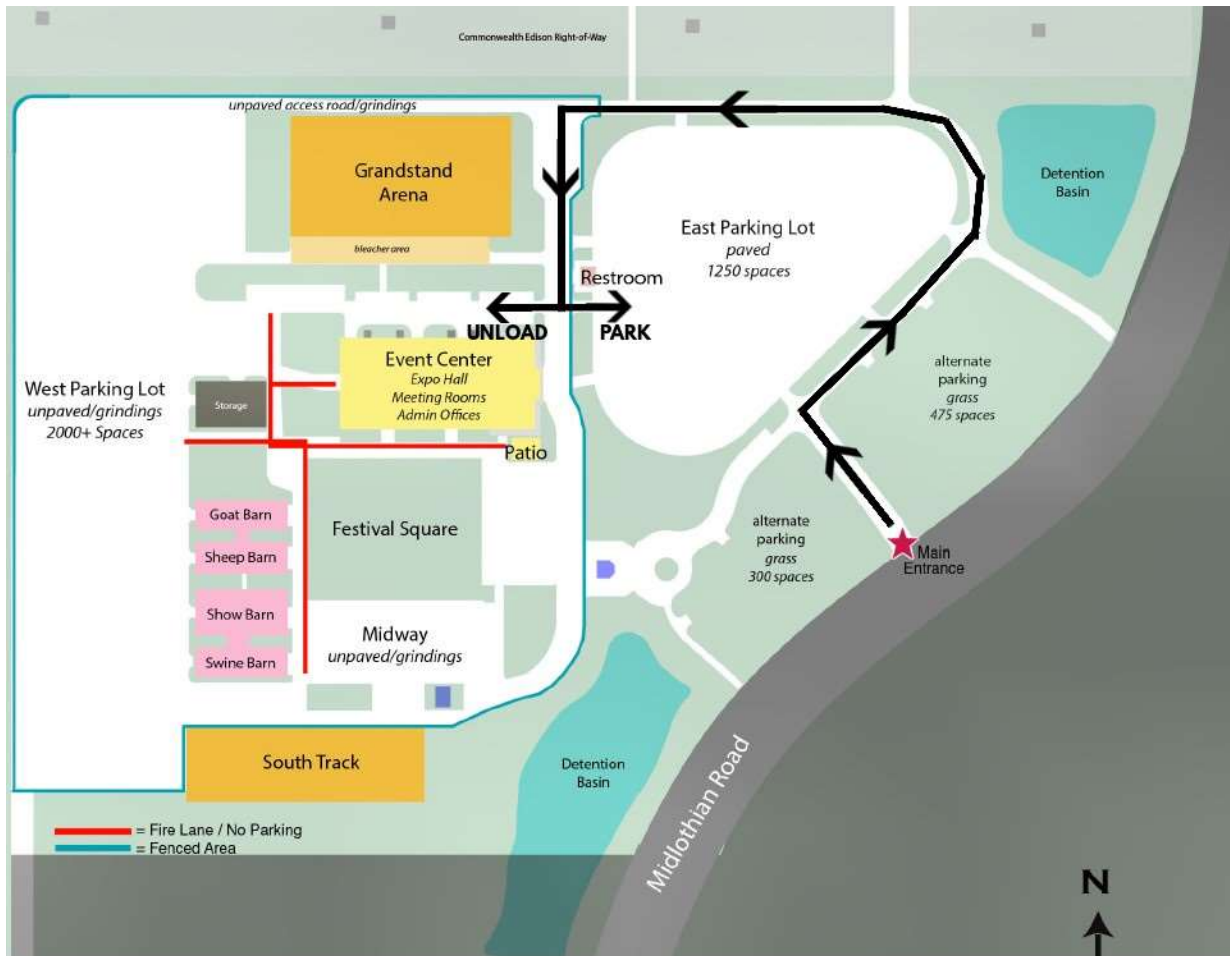 Commonwealth Edison Right-of-Way
unpaved access road/grindings
Grandstand
Arena
bleacher area
Detention
Basin
East Parking Lot
paved
1250 spaces
Restroom
UNLOAD
PARK
Event Center
Expo Hall
Meeting Rooms
Admin Offices
West Parking Lot
unpaved/grindings
2000+ Spaces
Storage
alternate
parking
grass
475 spaces
Patio
Goat Barn
Sheep Barn
Show Barn
Swine Barn
Festival Square
alternate
parking
grass
300 spaces
Main
Entrance
Midway
unpaved/grindings
South Track
Detention
Basin
Midlothian Road
= Fire Lane / No Parking
= Fenced Area
N